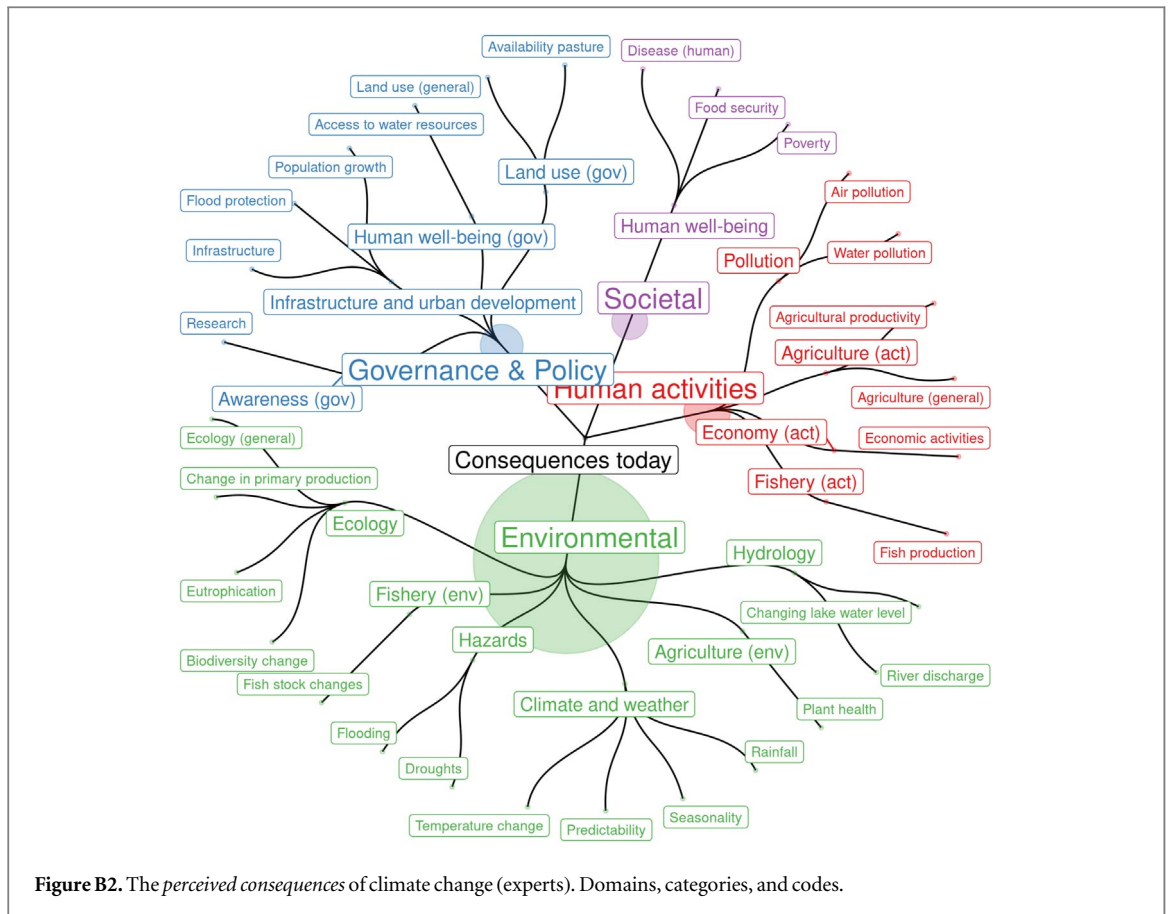 Availability pasture
Disease (human)
Land use (general)
Food security
Access to water resources
Poverty
Population growth
Land use (gov)
Air pollution
Flood protection
Human well-being
Human well-being (gov)
Infrastructure
Water pollution
Pollution
Societal
Infrastructure and urban development
Agricultural productivity
Research
Agriculture (act)
Governance & Policy
Human activities
Awareness (gov)
Agriculture (general)
Ecology (general)
Economy (act)
Economic activities
Consequences today
Change in primary production
Fishery (act)
Ecology
Environmental
Hydrology
Fish production
Eutrophication
Fishery (env)
Changing lake water level
Hazards
Agriculture (env)
Biodiversity change
River discharge
Fish stock changes
Climate and weather
Plant health
Flooding
Rainfall
Droughts
Seasonality
Temperature change
Predictability
Figure B2. The perceived consequences of climate change (experts). Domains, categories, and codes.